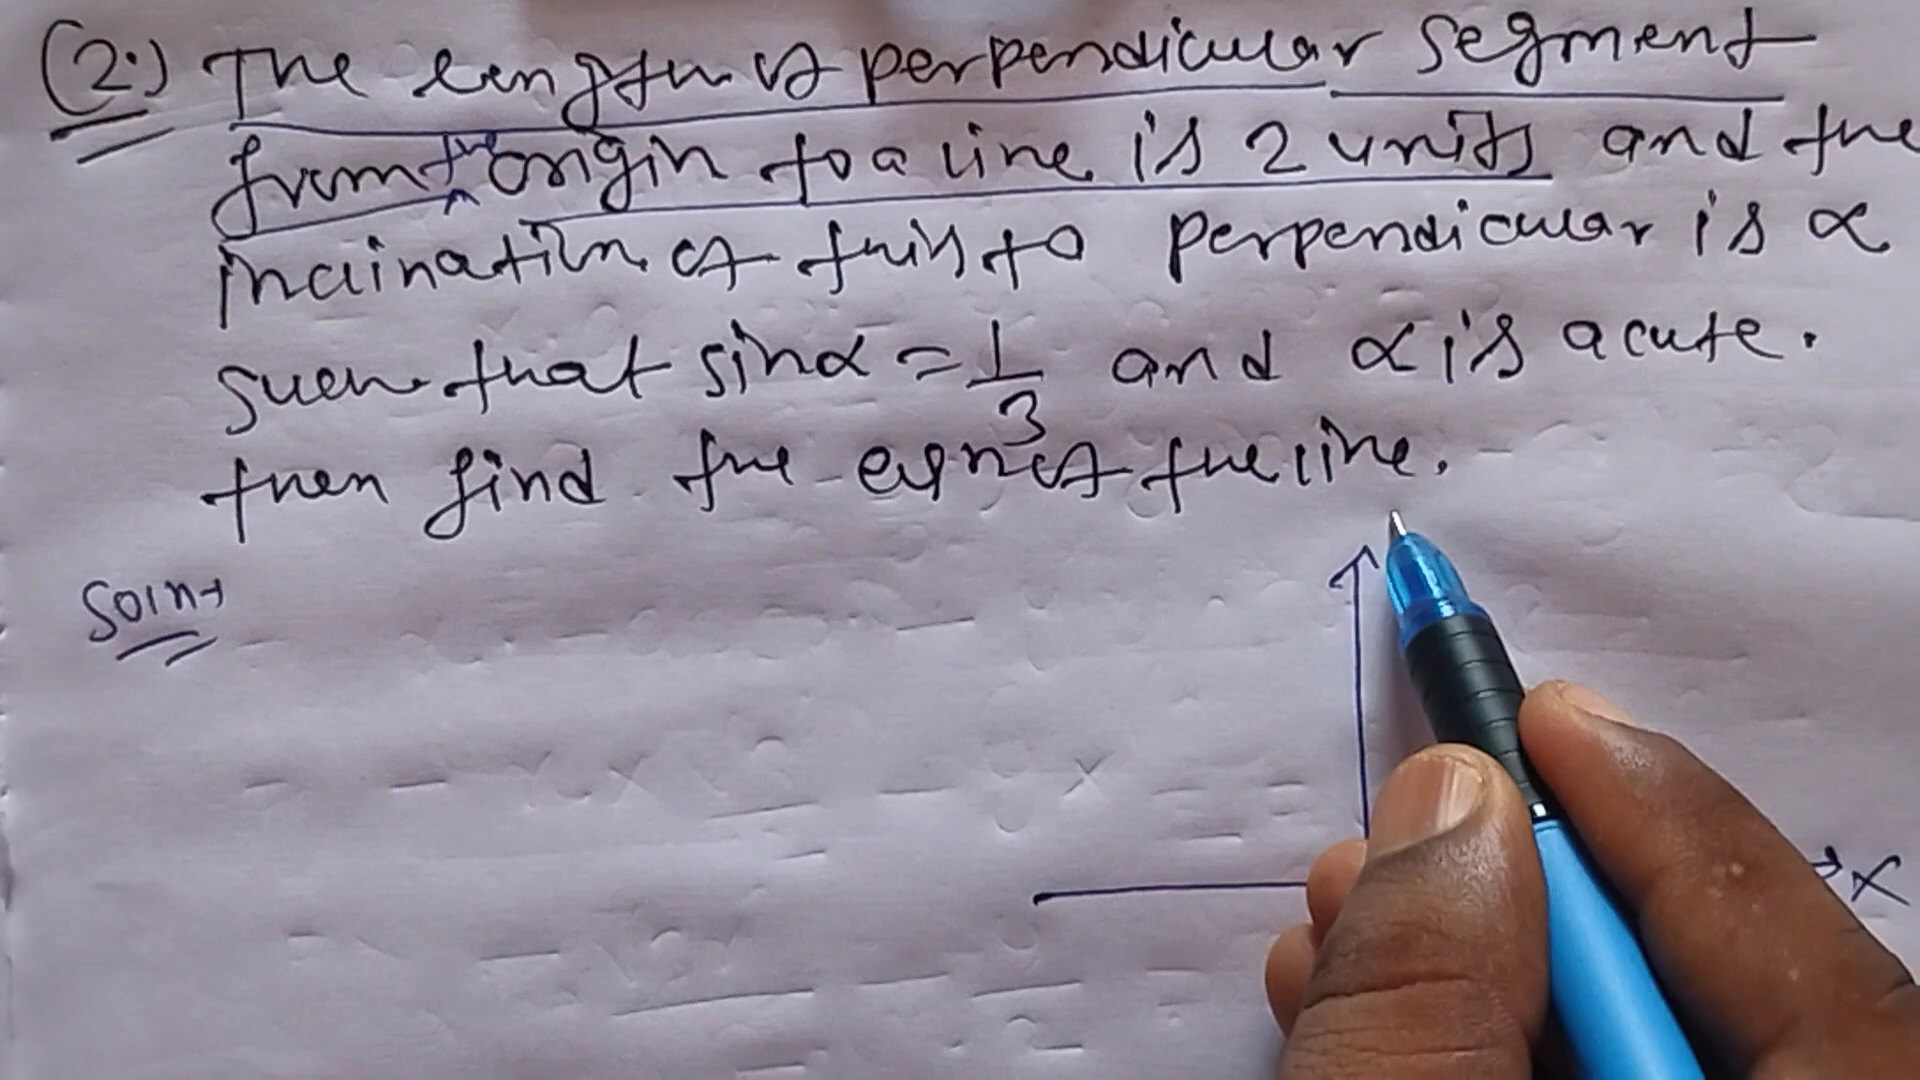 (2.) The length of perpendicular segment
from the origin to a line is 2 units and the
inclination of this to perpendicular is α
such that sinα = 1/3 and α is acute.
then find the eqn of the line.
Soln→
X